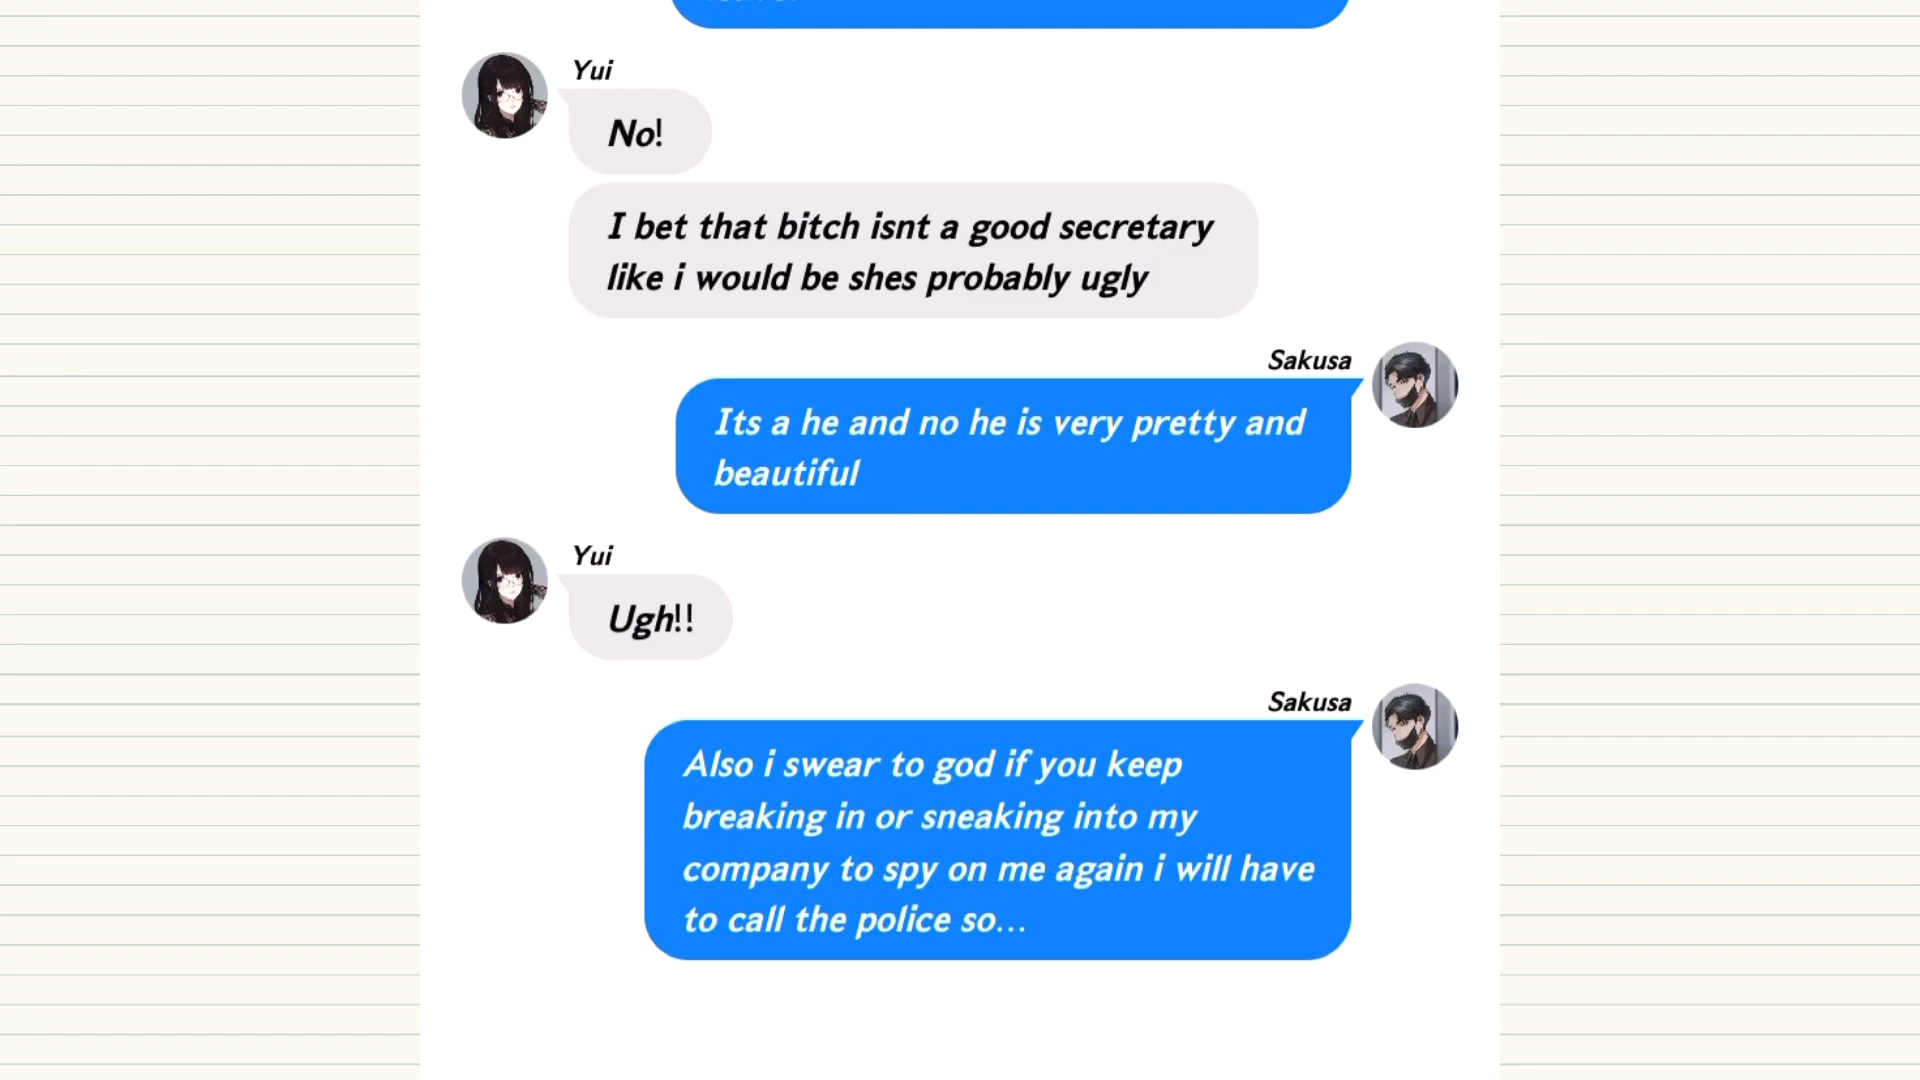 Yui
No!
I bet that bitch isnt a good secretary
like i would be shes probably ugly
Sakusa
Its a he and no he is very pretty and
beautiful
Yui
Ugh!!
Sakusa
Also i swear to god if you keep
breaking in or sneaking into my
company to spy on me again i will have
to call the police so...